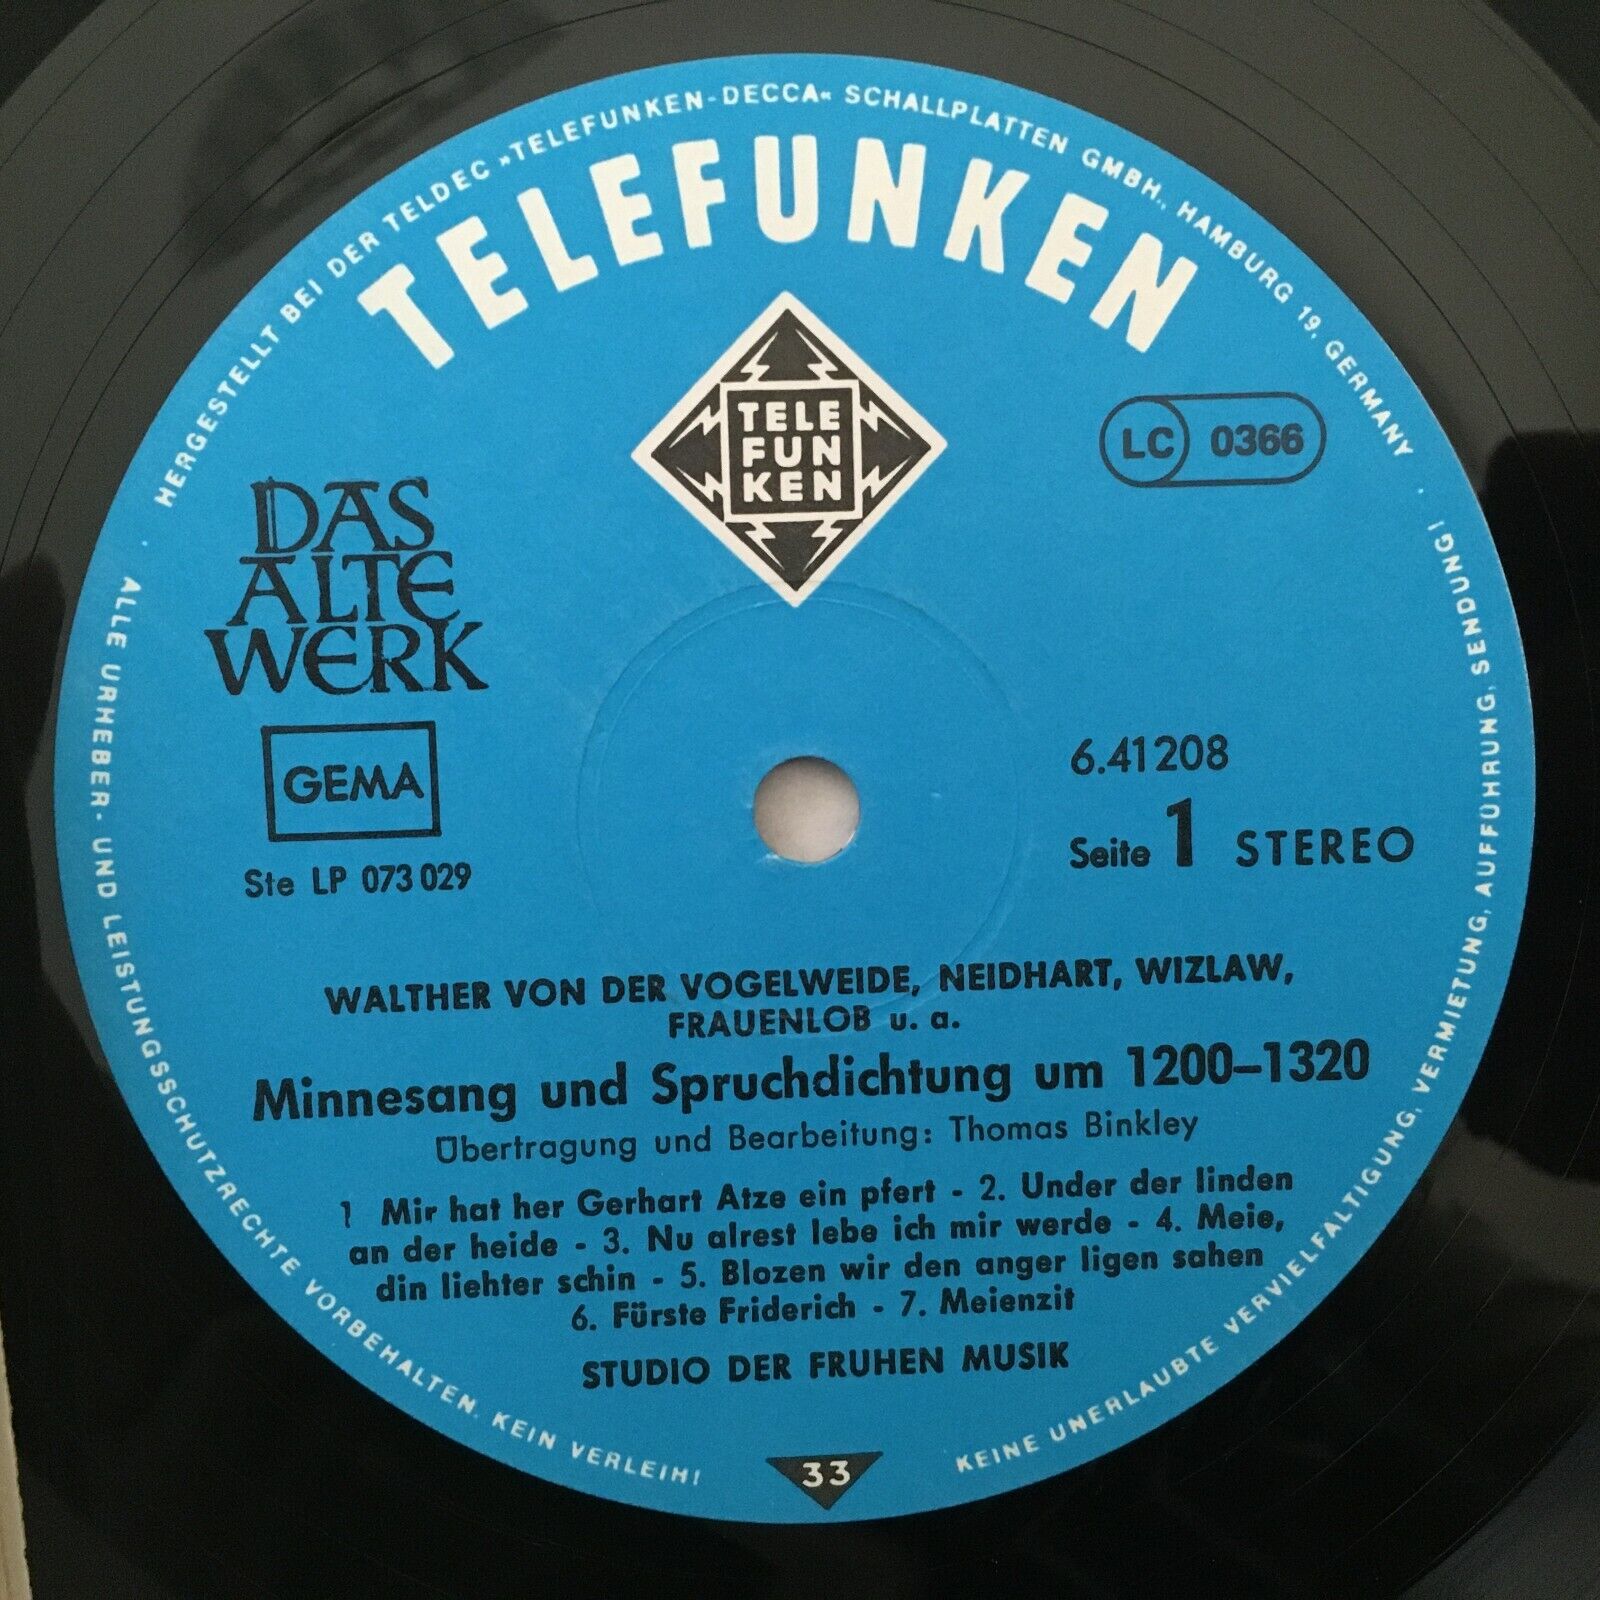 HERGESTELLT BEI DER TELDEC »TELEFUNKEN-DECCA« SCHALLPLATTEN GMBH., HAMBURG 19, GERMANY ·
TELEFUNKEN
TELE
FUN
KEN
LC 0366
DAS
ALTE
WERK
GEMA
Ste LP 073 029
6.41208
Seite 1 STEREO
WALTHER VON DER VOGELWEIDE, NEIDHART, WIZLAW,
FRAUENLOB u. a.
Minnesang und Spruchdichtung um 1200–1320
Übertragung und Bearbeitung: Thomas Binkley
1 Mir hat her Gerhart Atze ein pfert - 2. Under der linden
an der heide - 3. Nu alrest lebe ich mir werde - 4. Meie,
din liehter schin - 5. Blozen wir den anger ligen sahen
6. Fürste Friderich - 7. Meienzit
STUDIO DER FRUHEN MUSIK
33
· ALLE URHEBER- UND LEISTUNGSSCHUTZRECHTE VORBEHALTEN. KEIN VERLEIH!
KEINE UNERLAUBTE VERVIELFALTIGUNG, VERMIETUNG, AUFFÜHRUNG, SENDUNG!